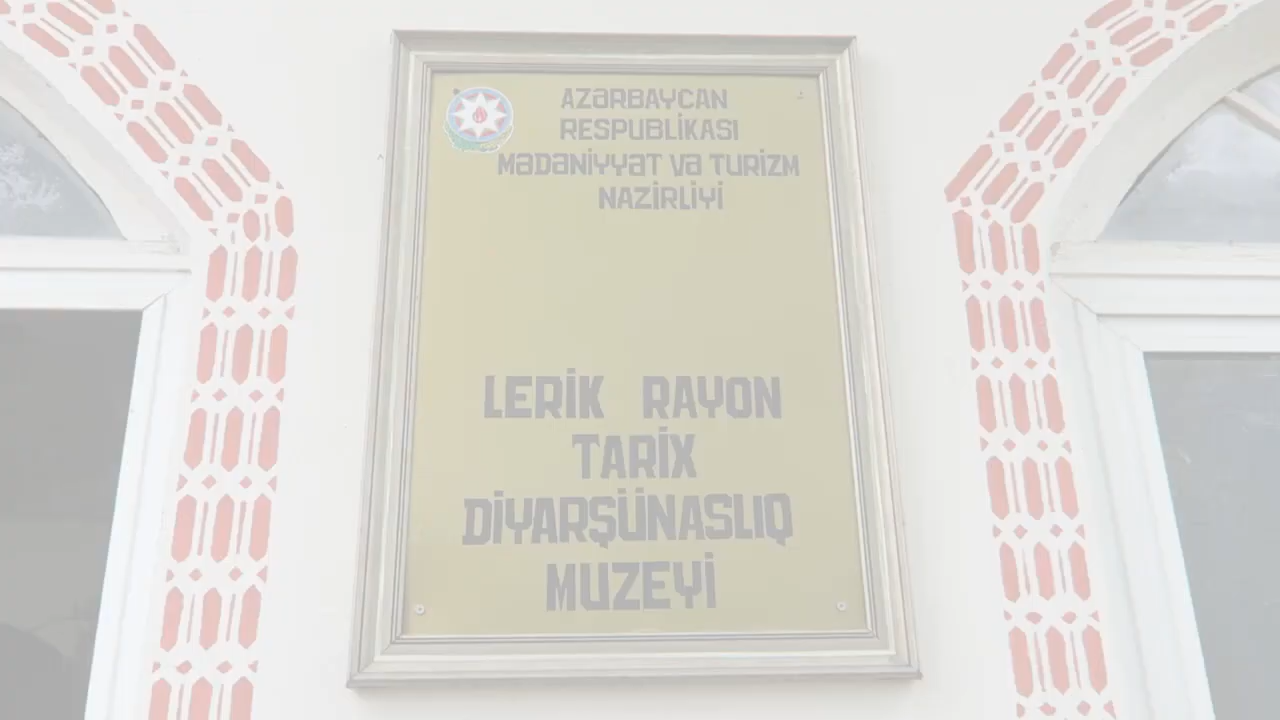 AZƏRBAYCAN
RESPUBLİKASI
MƏDƏNİYYƏT VƏ TURİZM
NAZİRLİYİ
LERİK RAYON
TARİX
DİYARŞÜNASLIQ
MUZEYİ